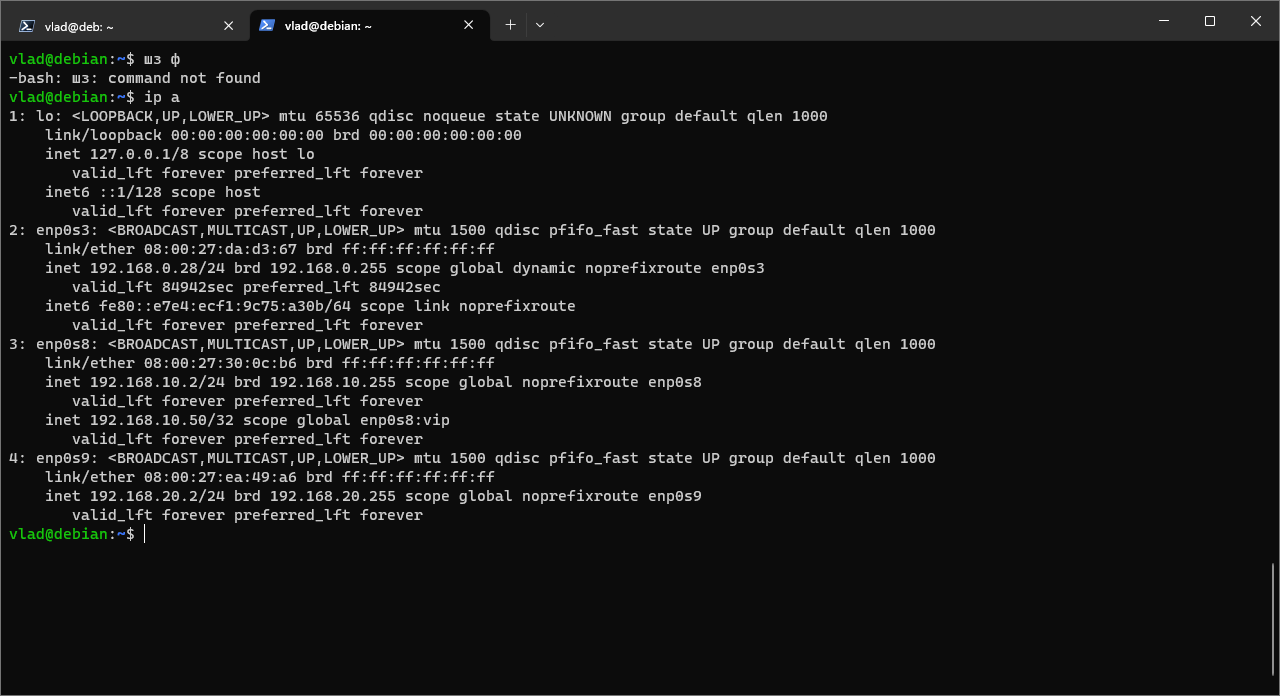 vlad@deb: ~
vlad@debian: ~
vlad@debian:~$ шз ф
-bash: шз: command not found
vlad@debian:~$ ip a
1: lo: <LOOPBACK,UP,LOWER_UP> mtu 65536 qdisc noqueue state UNKNOWN group default qlen 1000
    link/loopback 00:00:00:00:00:00 brd 00:00:00:00:00:00
    inet 127.0.0.1/8 scope host lo
       valid_lft forever preferred_lft forever
    inet6 ::1/128 scope host
       valid_lft forever preferred_lft forever
2: enp0s3: <BROADCAST,MULTICAST,UP,LOWER_UP> mtu 1500 qdisc pfifo_fast state UP group default qlen 1000
    link/ether 08:00:27:da:d3:67 brd ff:ff:ff:ff:ff:ff
    inet 192.168.0.28/24 brd 192.168.0.255 scope global dynamic noprefixroute enp0s3
       valid_lft 84942sec preferred_lft 84942sec
    inet6 fe80::e7e4:ecf1:9c75:a30b/64 scope link noprefixroute
       valid_lft forever preferred_lft forever
3: enp0s8: <BROADCAST,MULTICAST,UP,LOWER_UP> mtu 1500 qdisc pfifo_fast state UP group default qlen 1000
    link/ether 08:00:27:30:0c:b6 brd ff:ff:ff:ff:ff:ff
    inet 192.168.10.2/24 brd 192.168.10.255 scope global noprefixroute enp0s8
       valid_lft forever preferred_lft forever
    inet 192.168.10.50/32 scope global enp0s8:vip
       valid_lft forever preferred_lft forever
4: enp0s9: <BROADCAST,MULTICAST,UP,LOWER_UP> mtu 1500 qdisc pfifo_fast state UP group default qlen 1000
    link/ether 08:00:27:ea:49:a6 brd ff:ff:ff:ff:ff:ff
    inet 192.168.20.2/24 brd 192.168.20.255 scope global noprefixroute enp0s9
       valid_lft forever preferred_lft forever
vlad@debian:~$